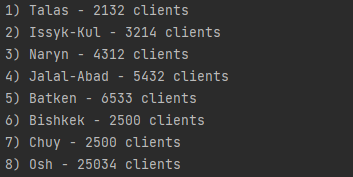 1) Talas - 2132 clients
2) Issyk-Kul - 3214 clients
3) Naryn - 4312 clients
4) Jalal-Abad - 5432 clients
5) Batken - 6533 clients
6) Bishkek - 2500 clients
7) Chuy - 2500 clients
8) Osh - 25034 clients